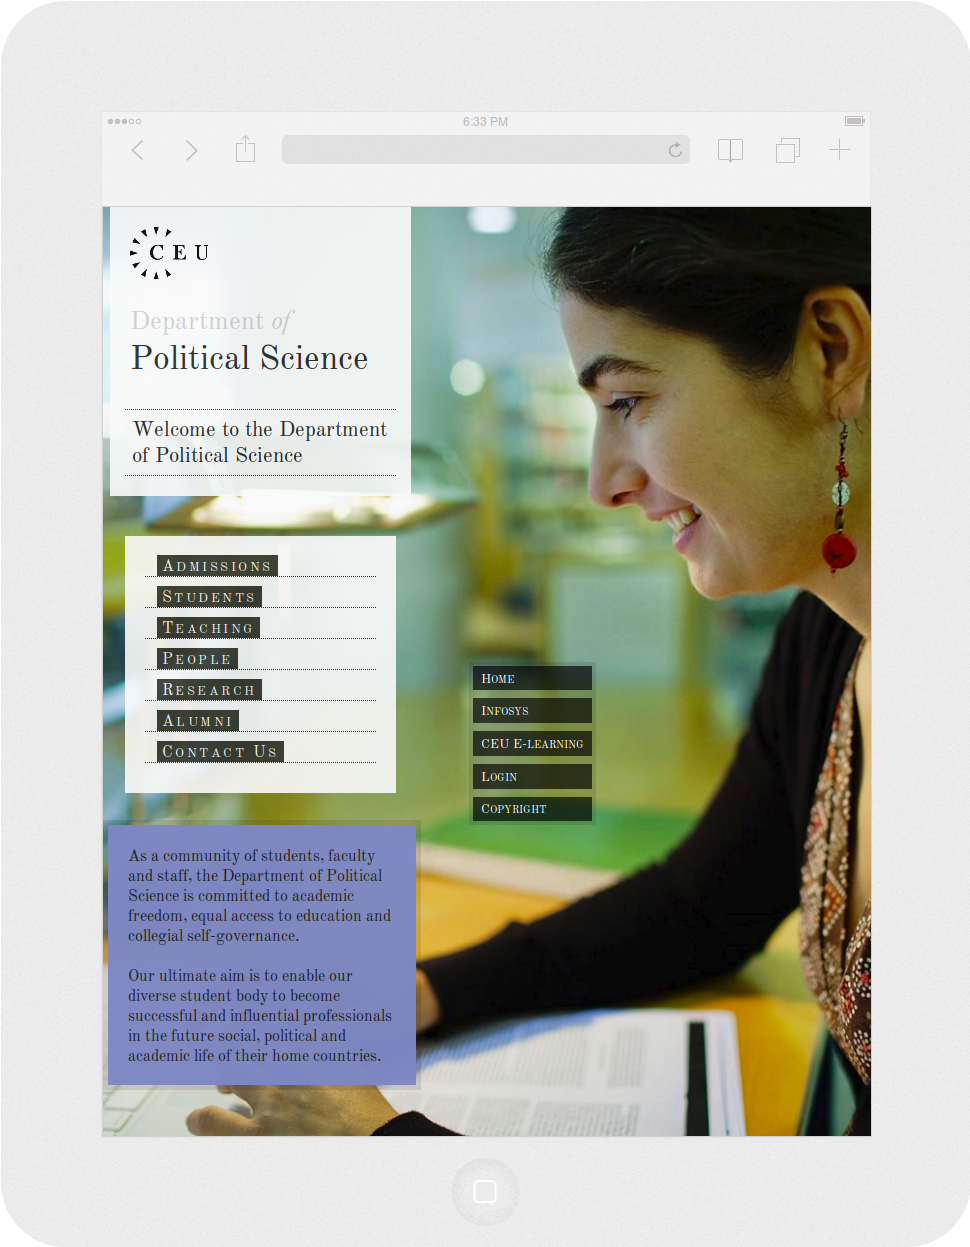 6:33 PM
CEU
Department of
Political Science
Welcome to the Department
of Political Science
ADMISSIONS
STUDENTS
TEACHING
PEOPLE
RESEARCH
ALUMNI
CONTACT US
HOME
INFOSYS
CEU E-LEARNING
LOGIN
COPYRIGHT
As a community of students, faculty
and staff, the Department of Political
Science is committed to academic
freedom, equal access to education and
collegial self-governance.
Our ultimate aim is to enable our
diverse student body to become
successful and influential professionals
in the future social, political and
academic life of their home countries.